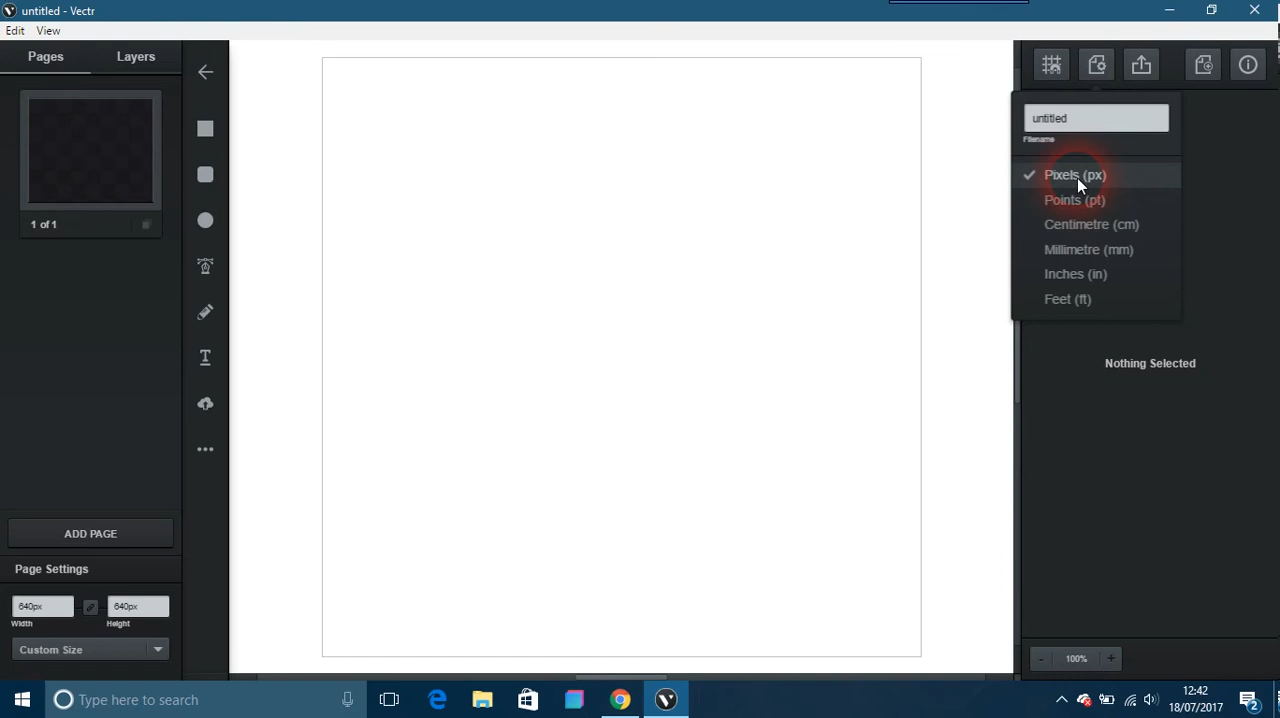 untitled - Vectr
Edit View
Pages Layers
untitled
Filename
Pixels (px)
Points (pt)
Centimetre (cm)
Millimetre (mm)
Inches (in)
Feet (ft)
1 of 1
Nothing Selected
ADD PAGE
Page Settings
640px 640px
Width Height
Custom Size
- 100% +
Type here to search
12:42
18/07/2017
2